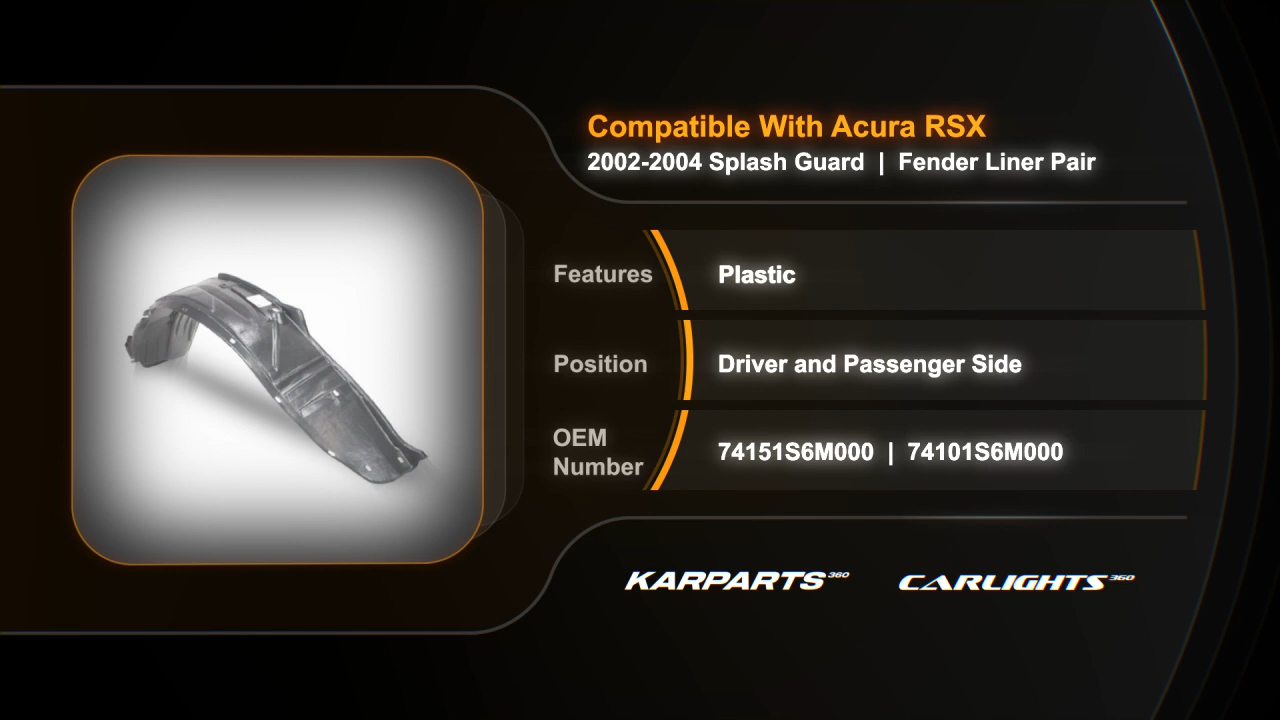 Compatible With Acura RSX
2002-2004 Splash Guard | Fender Liner Pair
Features
Plastic
Position
Driver and Passenger Side
OEM
Number
74151S6M000 | 74101S6M000
KARPARTS360
CARLIGHTS360